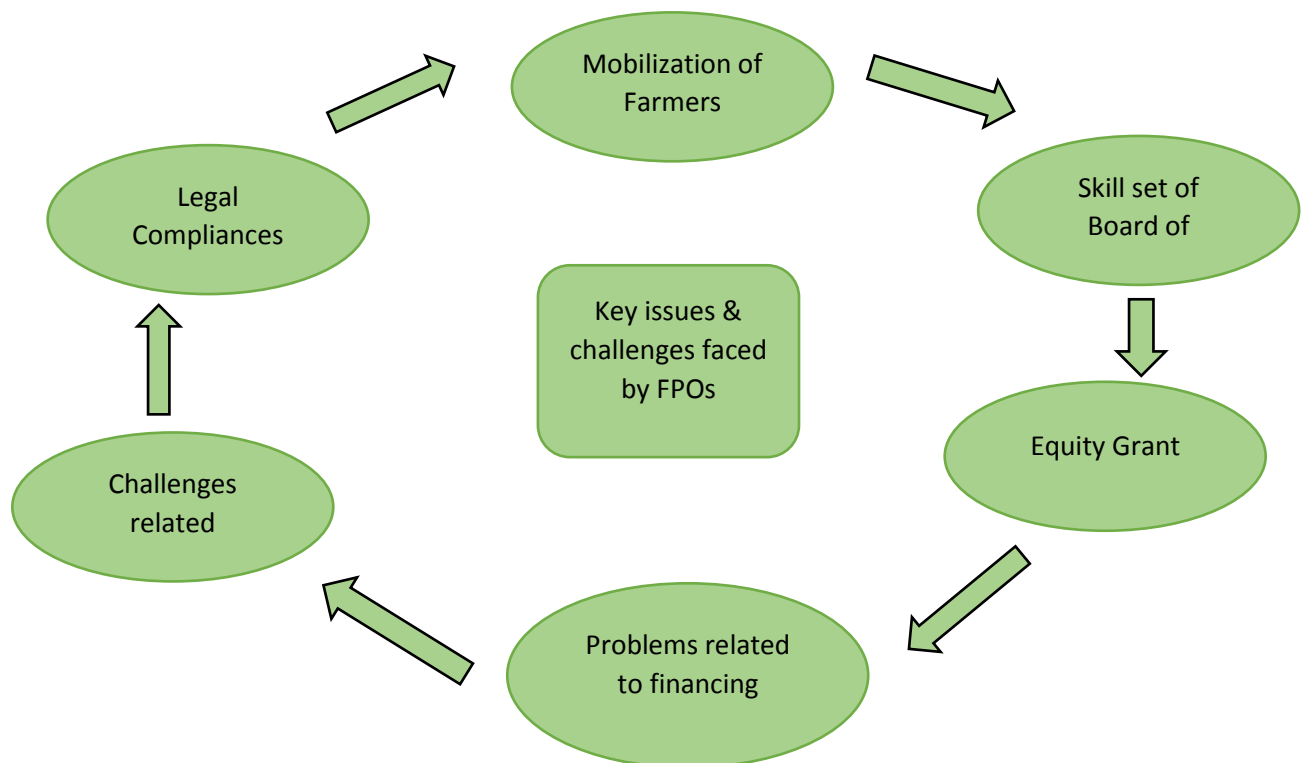 Mobilization of
Farmers
Skill set of
Board of
Equity Grant
Problems related
to financing
Challenges
related
Legal
Compliances
Key issues &
challenges faced
by FPOs